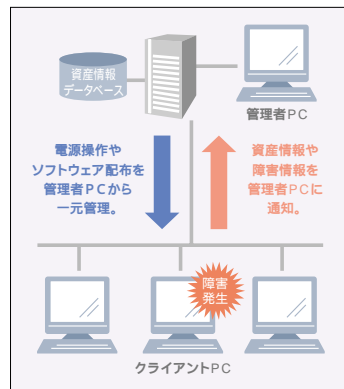 資産情報
データベース
管理者PC
電源操作や
ソフトウェア配布を
管理者PCから
一元管理。
資産情報や
障害情報を
管理者PCに
通知。
障害
発生
クライアントPC